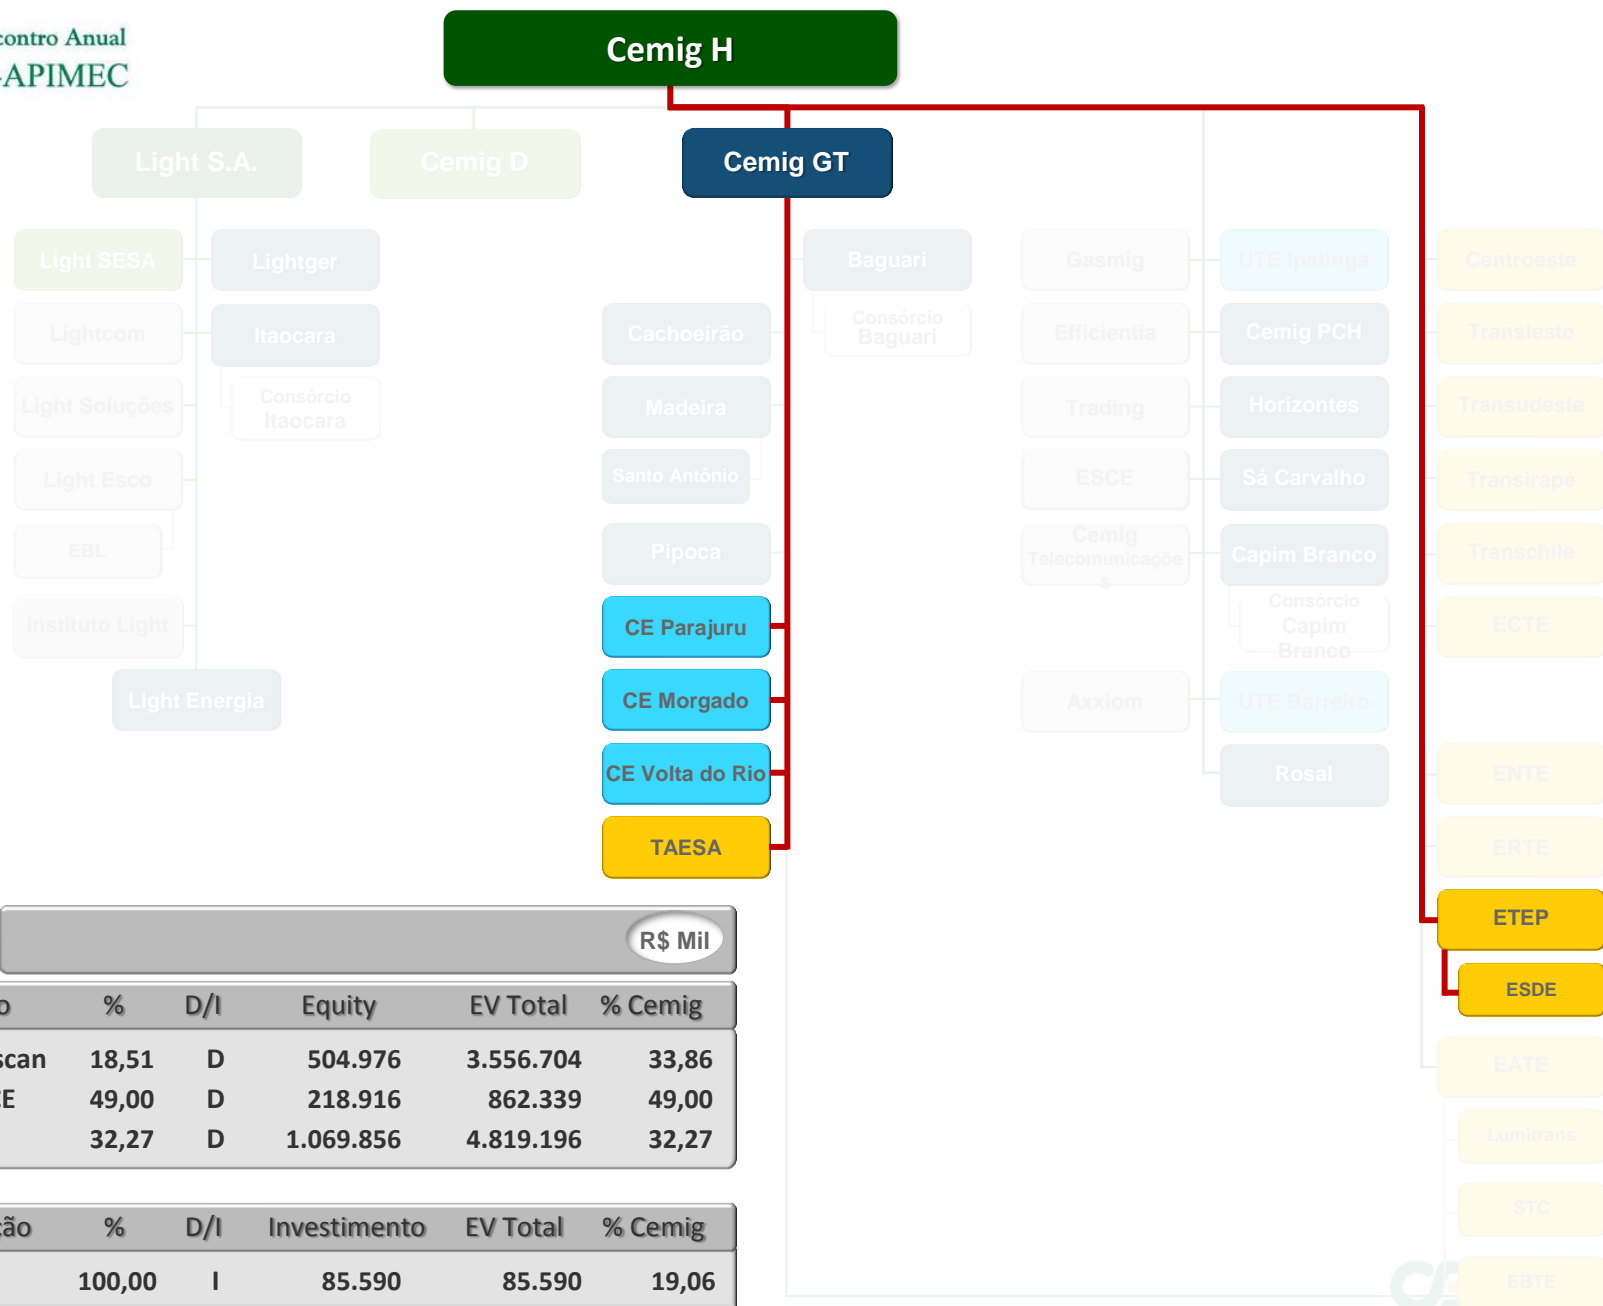 contro Anual
-APIMEC
Cemig H
Light S.A.
Cemig D
Cemig GT
Light SESA
Lightger
Baguari
Gasmig
UTE Ipatinga
Centroeste
Lightcom
Itaocara
Cachoeirão
Consórcio
Baguari
Efficientia
Cemig PCH
Transleste
Light Soluções
Consórcio
Itaocara
Madeira
Trading
Horizontes
Transudeste
Light Esco
Santo Antônio
ESCE
Sá Carvalho
Transirapé
EBL
Pipoca
Cemig
Telecomunicaçõe
s
Capim Branco
Transchile
Instituto Light
CE Parajuru
Consórcio
Capim
Branco
ECTE
Light Energia
CE Morgado
Axxiom
UTE Barreiro
CE Volta do Rio
Rosal
ENTE
TAESA
ERTE
ETEP
ESDE
EATE
Lumitrans
STC
EBTE
R$ Mil
o % D/I Equity EV Total % Cemig
scan 18,51 D 504.976 3.556.704 33,86
CE 49,00 D 218.916 862.339 49,00
32,27 D 1.069.856 4.819.196 32,27
ção % D/I Investimento EV Total % Cemig
100,00 I 85.590 85.590 19,06